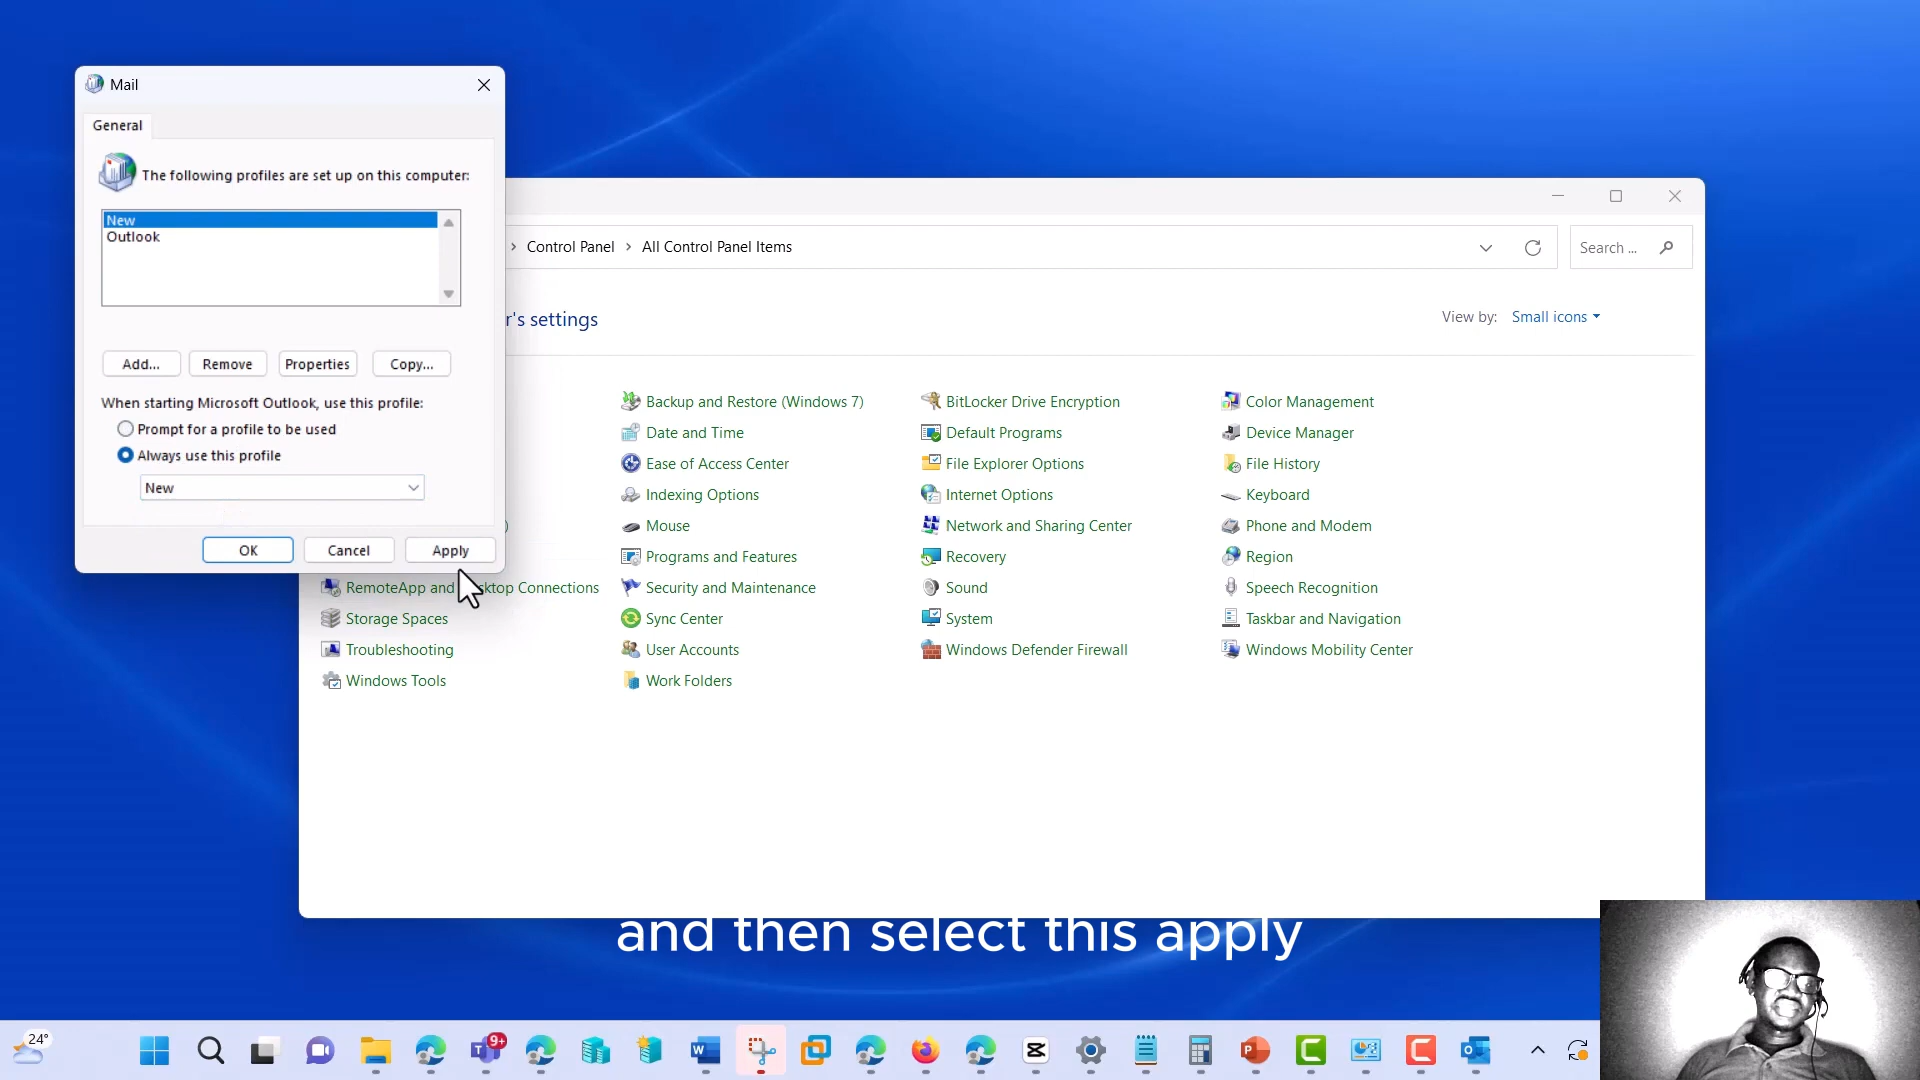 Mail
General
The following profiles are set up on this computer:
New
Outlook
Add...
Remove
Properties
Copy...
When starting Microsoft Outlook, use this profile:
Prompt for a profile to be used
Always use this profile
New
OK
Cancel
Apply
Control Panel
All Control Panel Items
Search ...
r's settings
View by:
Small icons
Backup and Restore (Windows 7)
BitLocker Drive Encryption
Color Management
Date and Time
Default Programs
Device Manager
Ease of Access Center
File Explorer Options
File History
Indexing Options
Internet Options
Keyboard
)
Mouse
Network and Sharing Center
Phone and Modem
Programs and Features
Recovery
Region
RemoteApp and
sktop Connections
Security and Maintenance
Sound
Speech Recognition
Storage Spaces
Sync Center
System
Taskbar and Navigation
Troubleshooting
User Accounts
Windows Defender Firewall
Windows Mobility Center
Windows Tools
Work Folders
and then select this apply
24°
9+